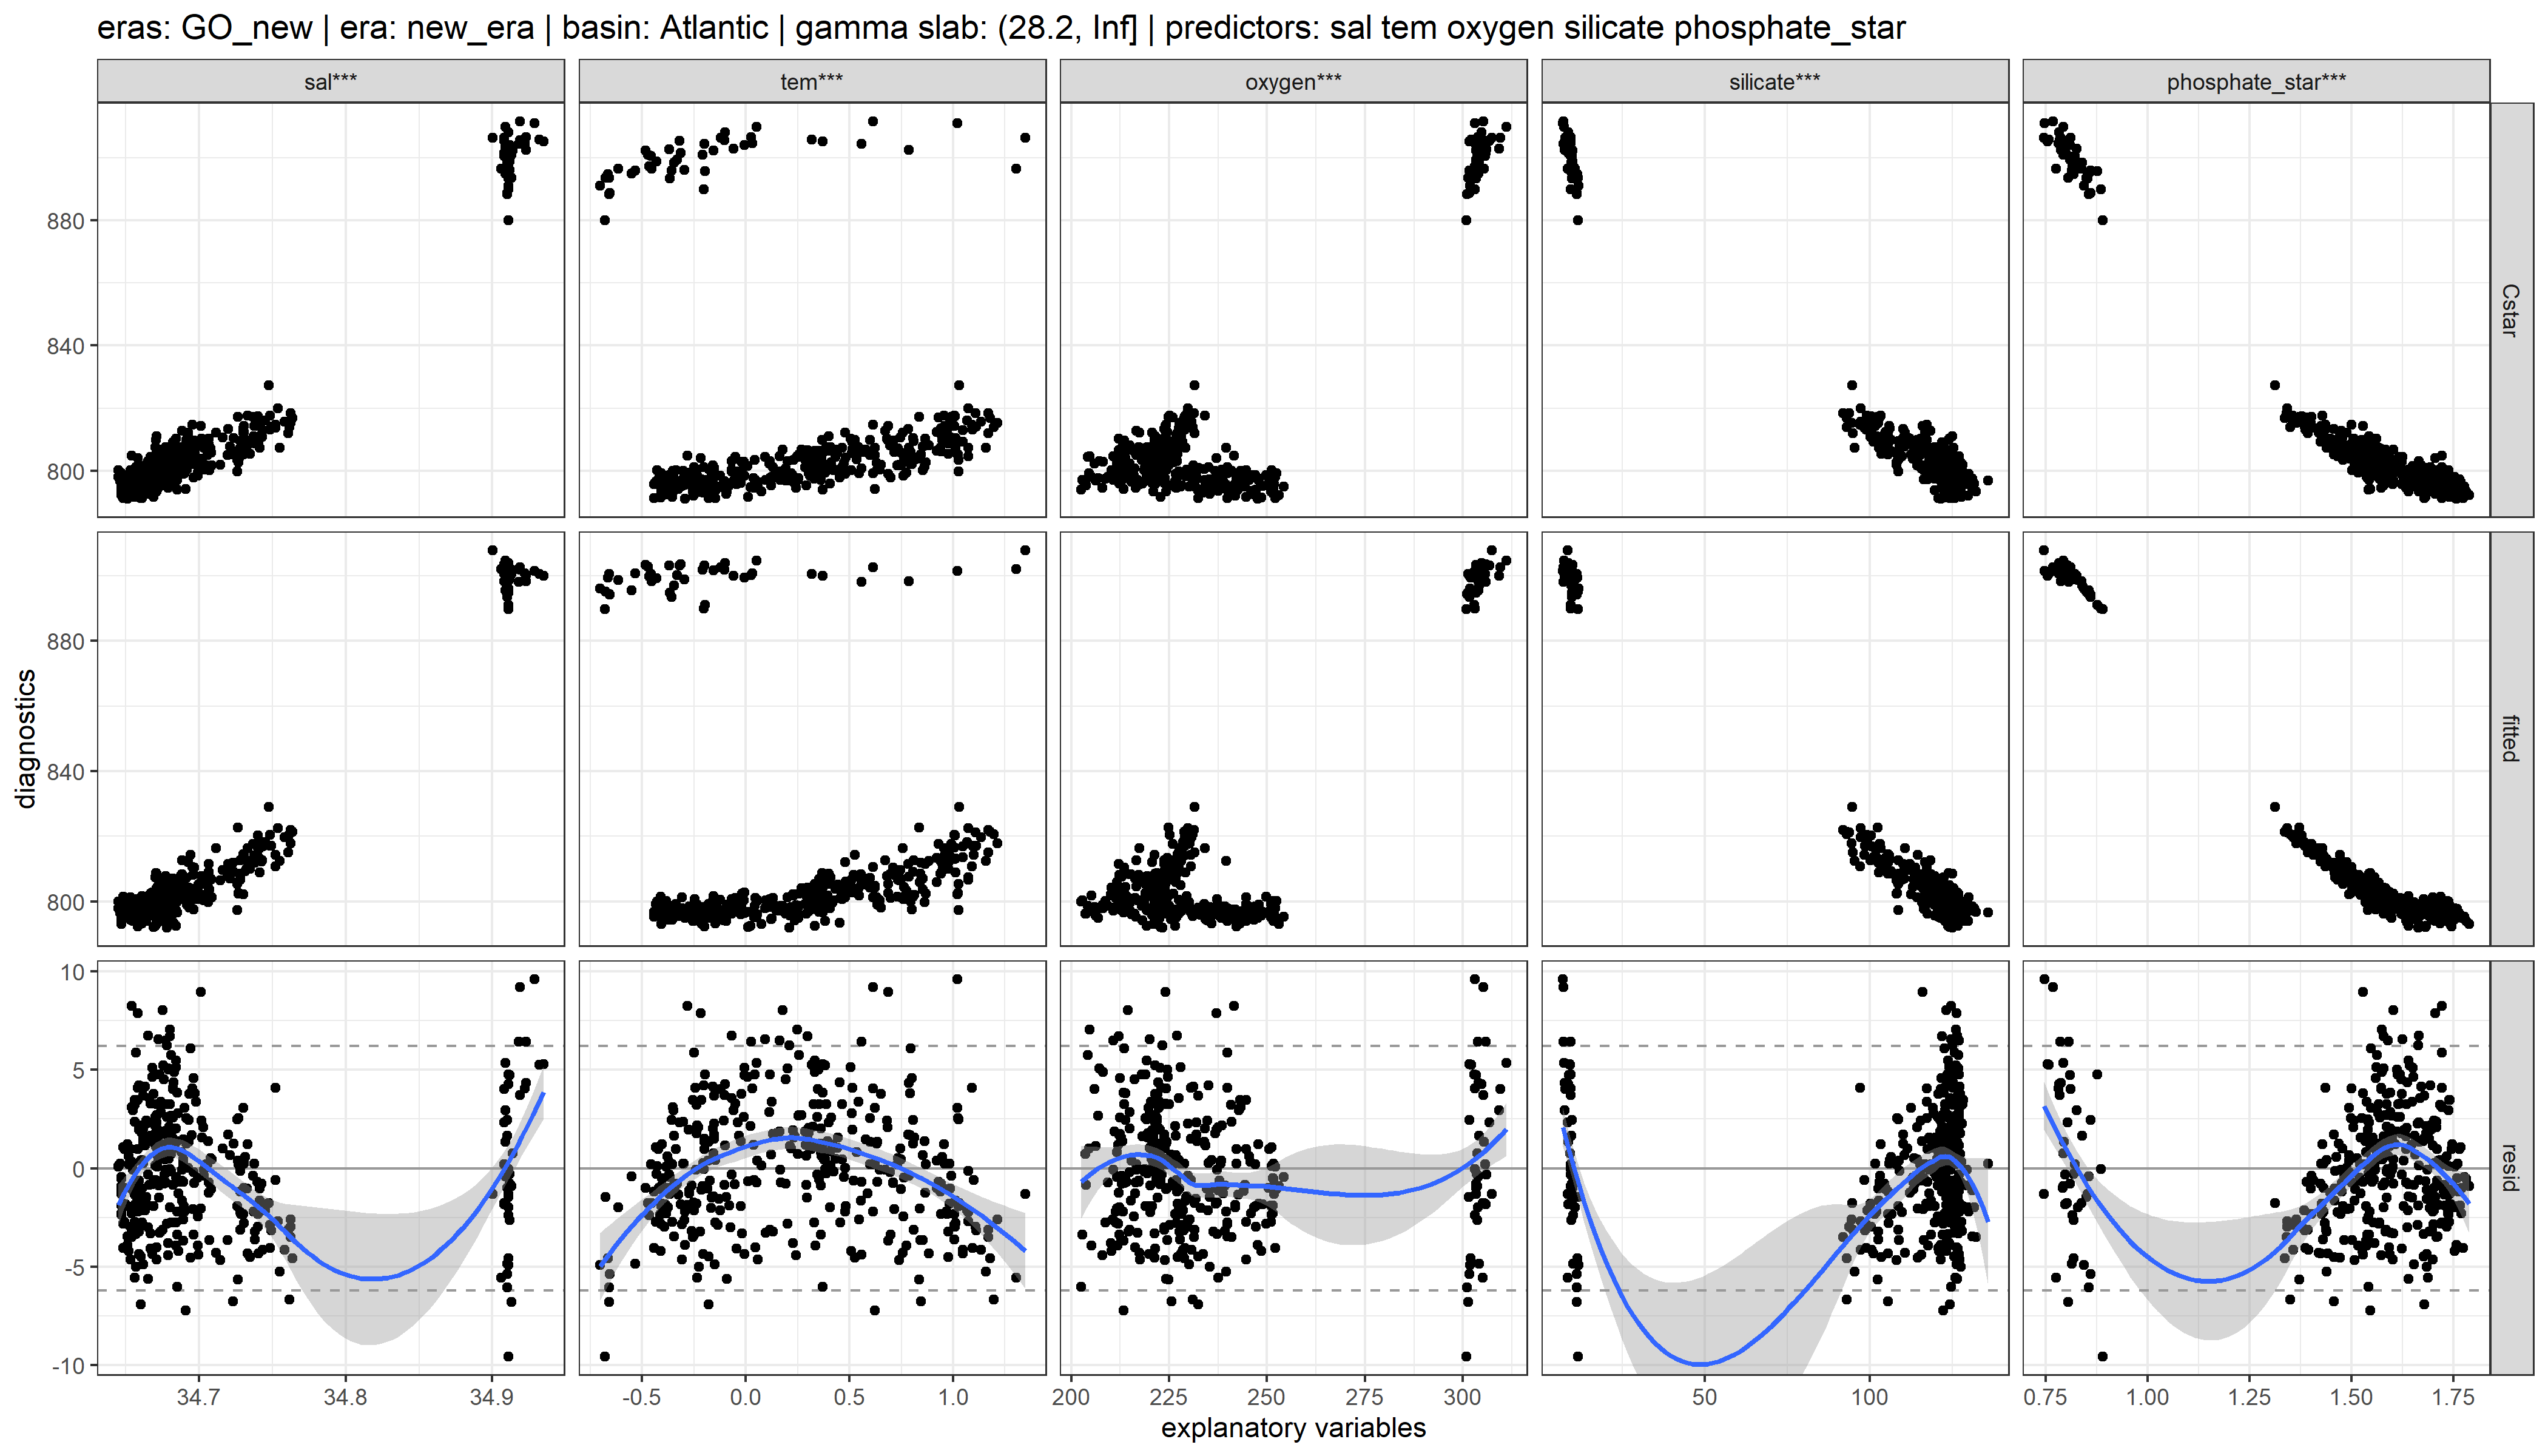 eras: GO_new | era: new_era | basin: Atlantic | gamma slab: (28.2, Inf] | predictors: sal tem oxygen silicate phosphate_star
sal*** tem*** oxygen*** silicate*** phosphate_star***
880
840
800
Cstar
880
840
800
fitted
diagnostics
10
5
0
-5
-10
resid
34.7 34.8 34.9 -0.5 0.0 0.5 1.0 200 225 250 275 300 50 100 0.75 1.00 1.25 1.50 1.75
explanatory variables